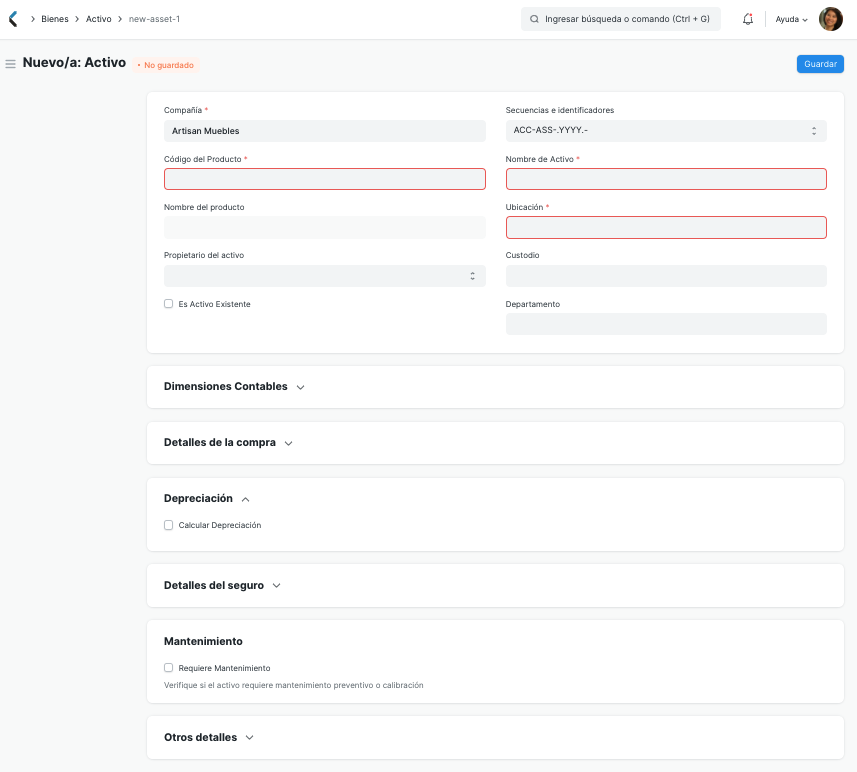 Bienes
Activo
new-asset-1
Ingresar búsqueda o comando (Ctrl + G)
Ayuda
Nuevo/a: Activo
• No guardado
Guardar
Compañía *
Artisan Muebles
Secuencias e identificadores
ACC-ASS-.YYYY.-
Código del Producto *
Nombre de Activo *
Nombre del producto
Ubicación *
Propietario del activo
Custodio
Es Activo Existente
Departamento
Dimensiones Contables
Detalles de la compra
Depreciación
Calcular Depreciación
Detalles del seguro
Mantenimiento
Requiere Mantenimiento
Verifique si el activo requiere mantenimiento preventivo o calibración
Otros detalles